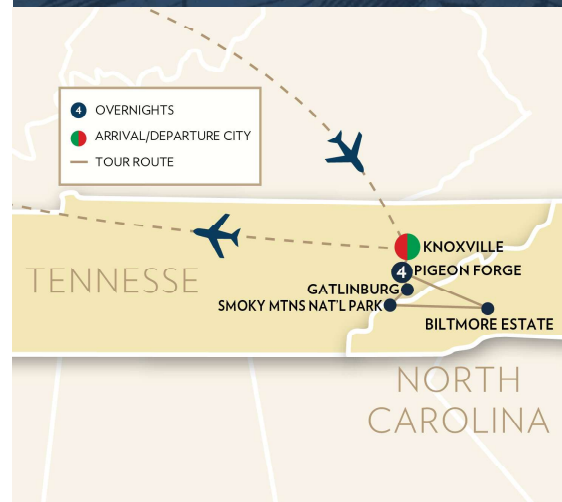 4 OVERNIGHTS
ARRIVAL/DEPARTURE CITY
TOUR ROUTE
KNOXVILLE
4 PIGEON FORGE
GATLINBURG
SMOKY MTNS NAT'L PARK
BILTMORE ESTATE
TENNESSE
NORTH
CAROLINA